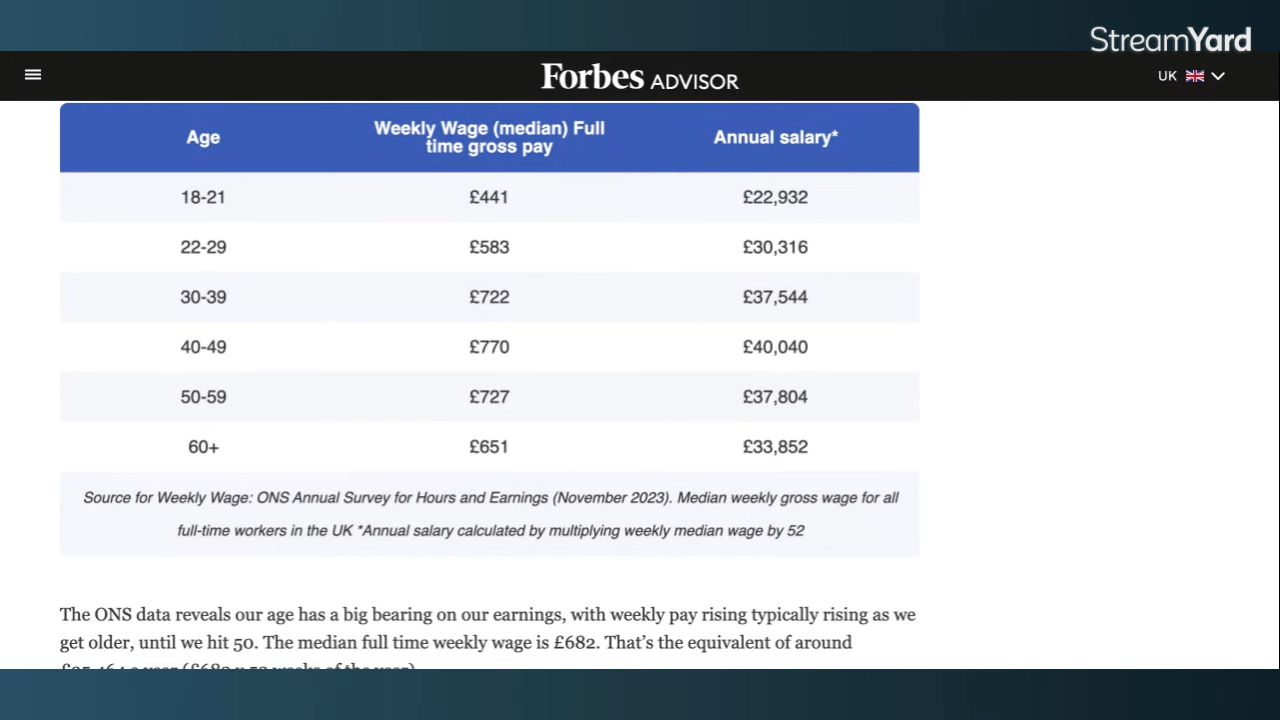 StreamYard
Forbes ADVISOR
UK
Age
Weekly Wage (median) Full
time gross pay
Annual salary*
18-21 £441 £22,932
22-29 £583 £30,316
30-39 £722 £37,544
40-49 £770 £40,040
50-59 £727 £37,804
60+ £651 £33,852
Source for Weekly Wage: ONS Annual Survey for Hours and Earnings (November 2023). Median weekly gross wage for all
full-time workers in the UK *Annual salary calculated by multiplying weekly median wage by 52
The ONS data reveals our age has a big bearing on our earnings, with weekly pay rising typically rising as we
get older, until we hit 50. The median full time weekly wage is £682. That's the equivalent of around